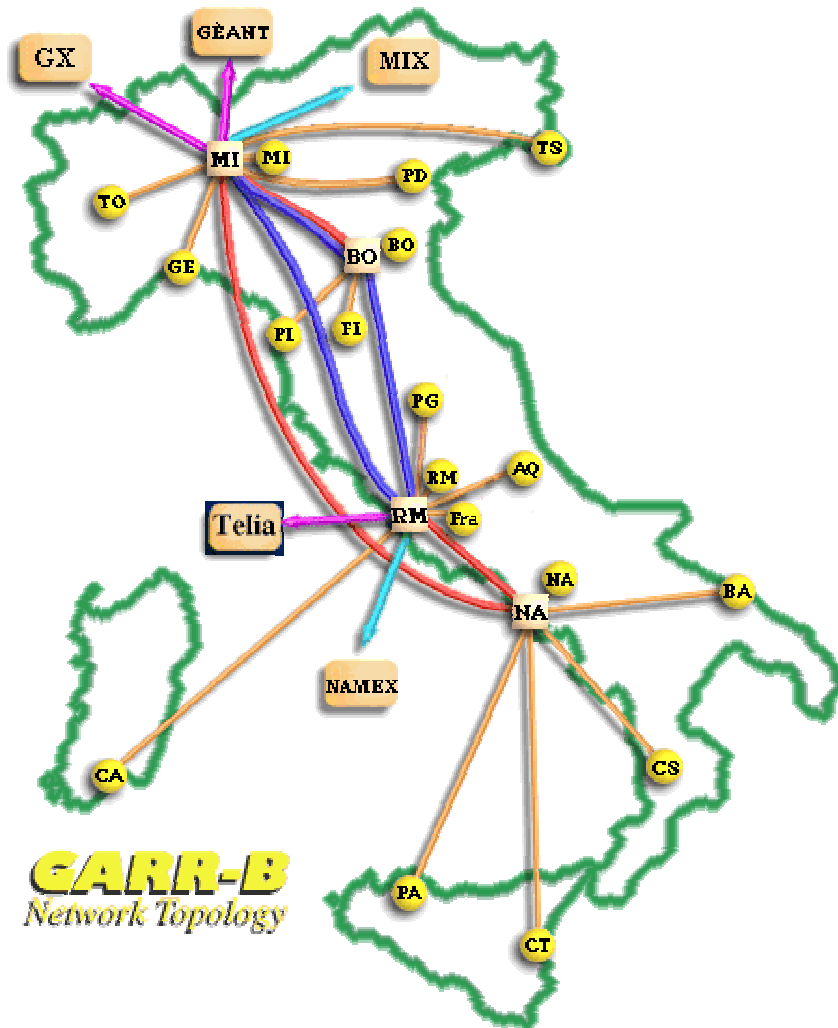 GÈANT
GX
MIX
TS
MI
MI
PD
TO
BO
BO
GE
PI
FI
PG
AQ
RM
Telia
RM
Fra
NA
BA
NA
NAMEX
CS
CA
PA
CT
GARR-B
Network Topology